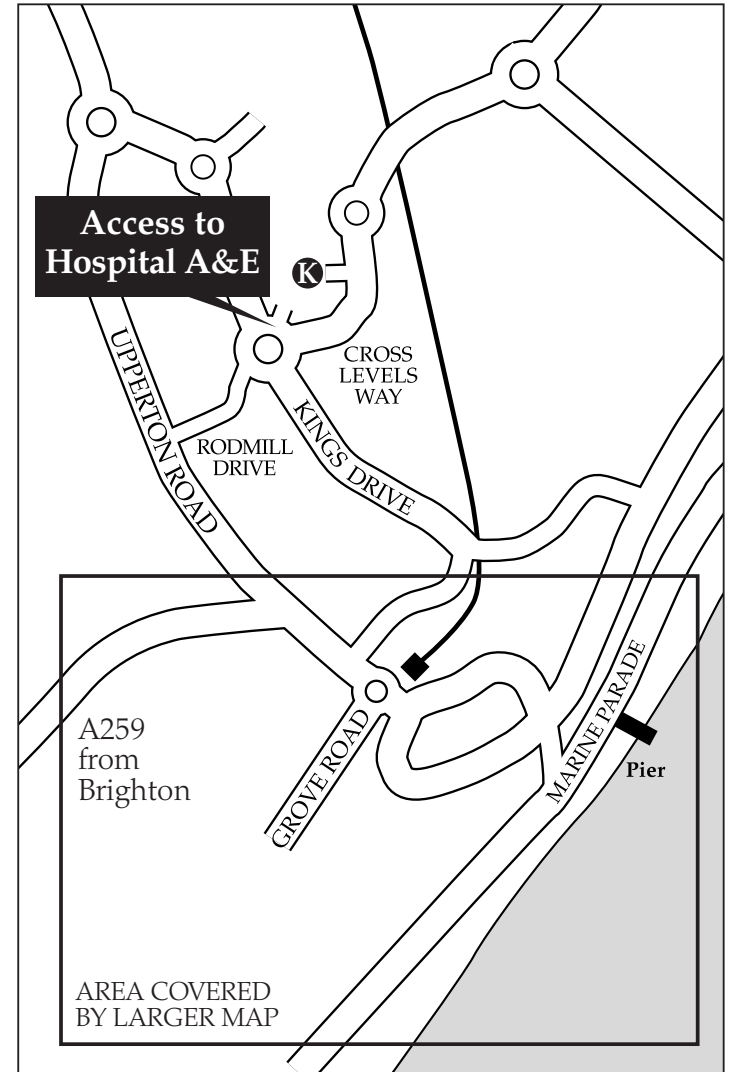 Access to
Hospital A&E
K
CROSS
LEVELS
WAY
UPPERTON ROAD
RODMILL
DRIVE
KINGS DRIVE
A259
from
Brighton
GROVE ROAD
MARINE PARADE
Pier
AREA COVERED
BY LARGER MAP